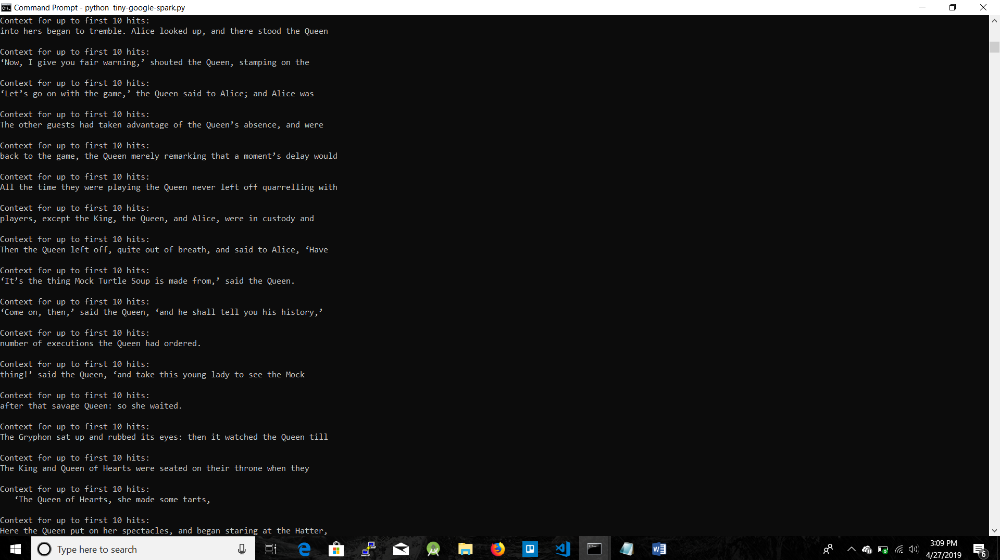 Command Prompt - python  tiny-google-spark.py
Context for up to first 10 hits:
into hers began to tremble. Alice looked up, and there stood the Queen
Context for up to first 10 hits:
‘Now, I give you fair warning,’ shouted the Queen, stamping on the
Context for up to first 10 hits:
‘Let’s go on with the game,’ the Queen said to Alice; and Alice was
Context for up to first 10 hits:
The other guests had taken advantage of the Queen’s absence, and were
Context for up to first 10 hits:
back to the game, the Queen merely remarking that a moment’s delay would
Context for up to first 10 hits:
All the time they were playing the Queen never left off quarrelling with
Context for up to first 10 hits:
players, except the King, the Queen, and Alice, were in custody and
Context for up to first 10 hits:
Then the Queen left off, quite out of breath, and said to Alice, ‘Have
Context for up to first 10 hits:
‘It’s the thing Mock Turtle Soup is made from,’ said the Queen.
Context for up to first 10 hits:
‘Come on, then,’ said the Queen, ‘and he shall tell you his history,’
Context for up to first 10 hits:
number of executions the Queen had ordered.
Context for up to first 10 hits:
thing!’ said the Queen, ‘and take this young lady to see the Mock
Context for up to first 10 hits:
after that savage Queen: so she waited.
Context for up to first 10 hits:
The Gryphon sat up and rubbed its eyes: then it watched the Queen till
Context for up to first 10 hits:
The King and Queen of Hearts were seated on their throne when they
Context for up to first 10 hits:
   ‘The Queen of Hearts, she made some tarts,
Context for up to first 10 hits:
Here the Queen put on her spectacles, and began staring at the Hatter,
Type here to search
3:09 PM
4/27/2019
6